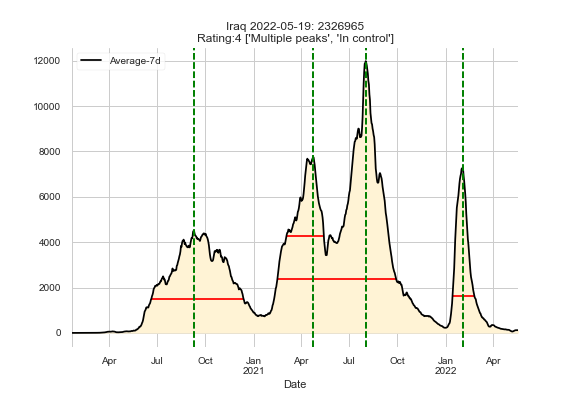 Iraq 2022-05-19: 2326965
Rating:4 ['Multiple peaks', 'In control']
Average-7d
12000
10000
8000
6000
4000
2000
0
Apr Jul Oct Jan Apr Jul Oct Jan Apr
2021 2022
Date